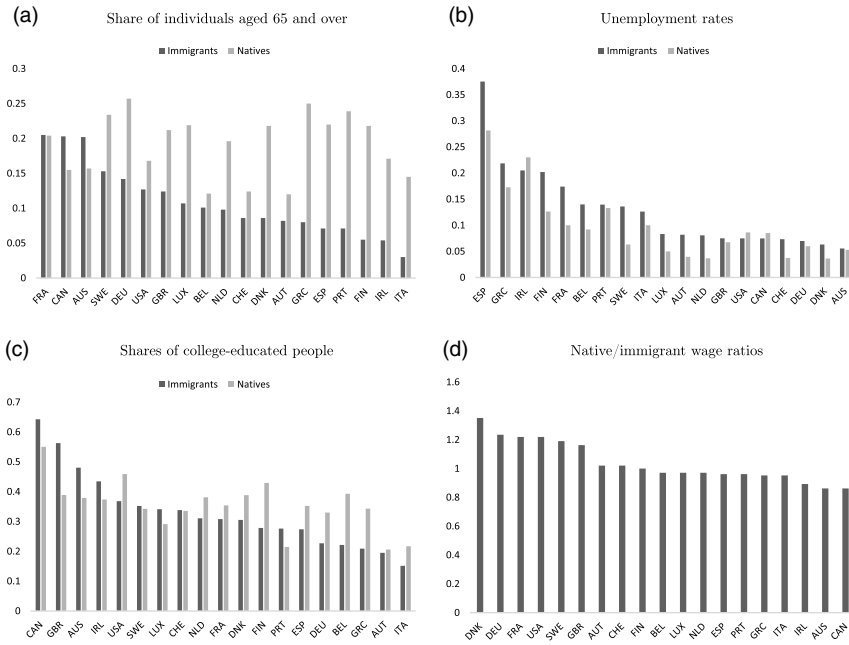 (a)
Share of individuals aged 65 and over
Immigrants Natives
0.3
0.25
0.2
0.15
0.1
0.05
0
FRA CAN AUS SWE DEU USA GBR LUX BEL NLD CHE DNK AUT GRC ESP PRT FIN IRL ITA
(b)
Unemployment rates
Immigrants Natives
0.4
0.35
0.3
0.25
0.2
0.15
0.1
0.05
0
ESP GRC IRL FIN FRA BEL PRT SWE ITA LUX AUT NLD GBR USA CAN CHE DEU DNK AUS
(c)
Shares of college-educated people
Immigrants Natives
0.7
0.6
0.5
0.4
0.3
0.2
0.1
0
CAN GBR AUS IRL USA SWE LUX CHE NLD FRA DNK FIN PRT ESP DEU BEL GRC AUT ITA
(d)
Native/immigrant wage ratios
1.6
1.4
1.2
1
0.8
0.6
0.4
0.2
0
DNK DEU FRA USA SWE GBR AUT CHE FIN BEL LUX NLD ESP PRT GRC ITA IRL AUS CAN